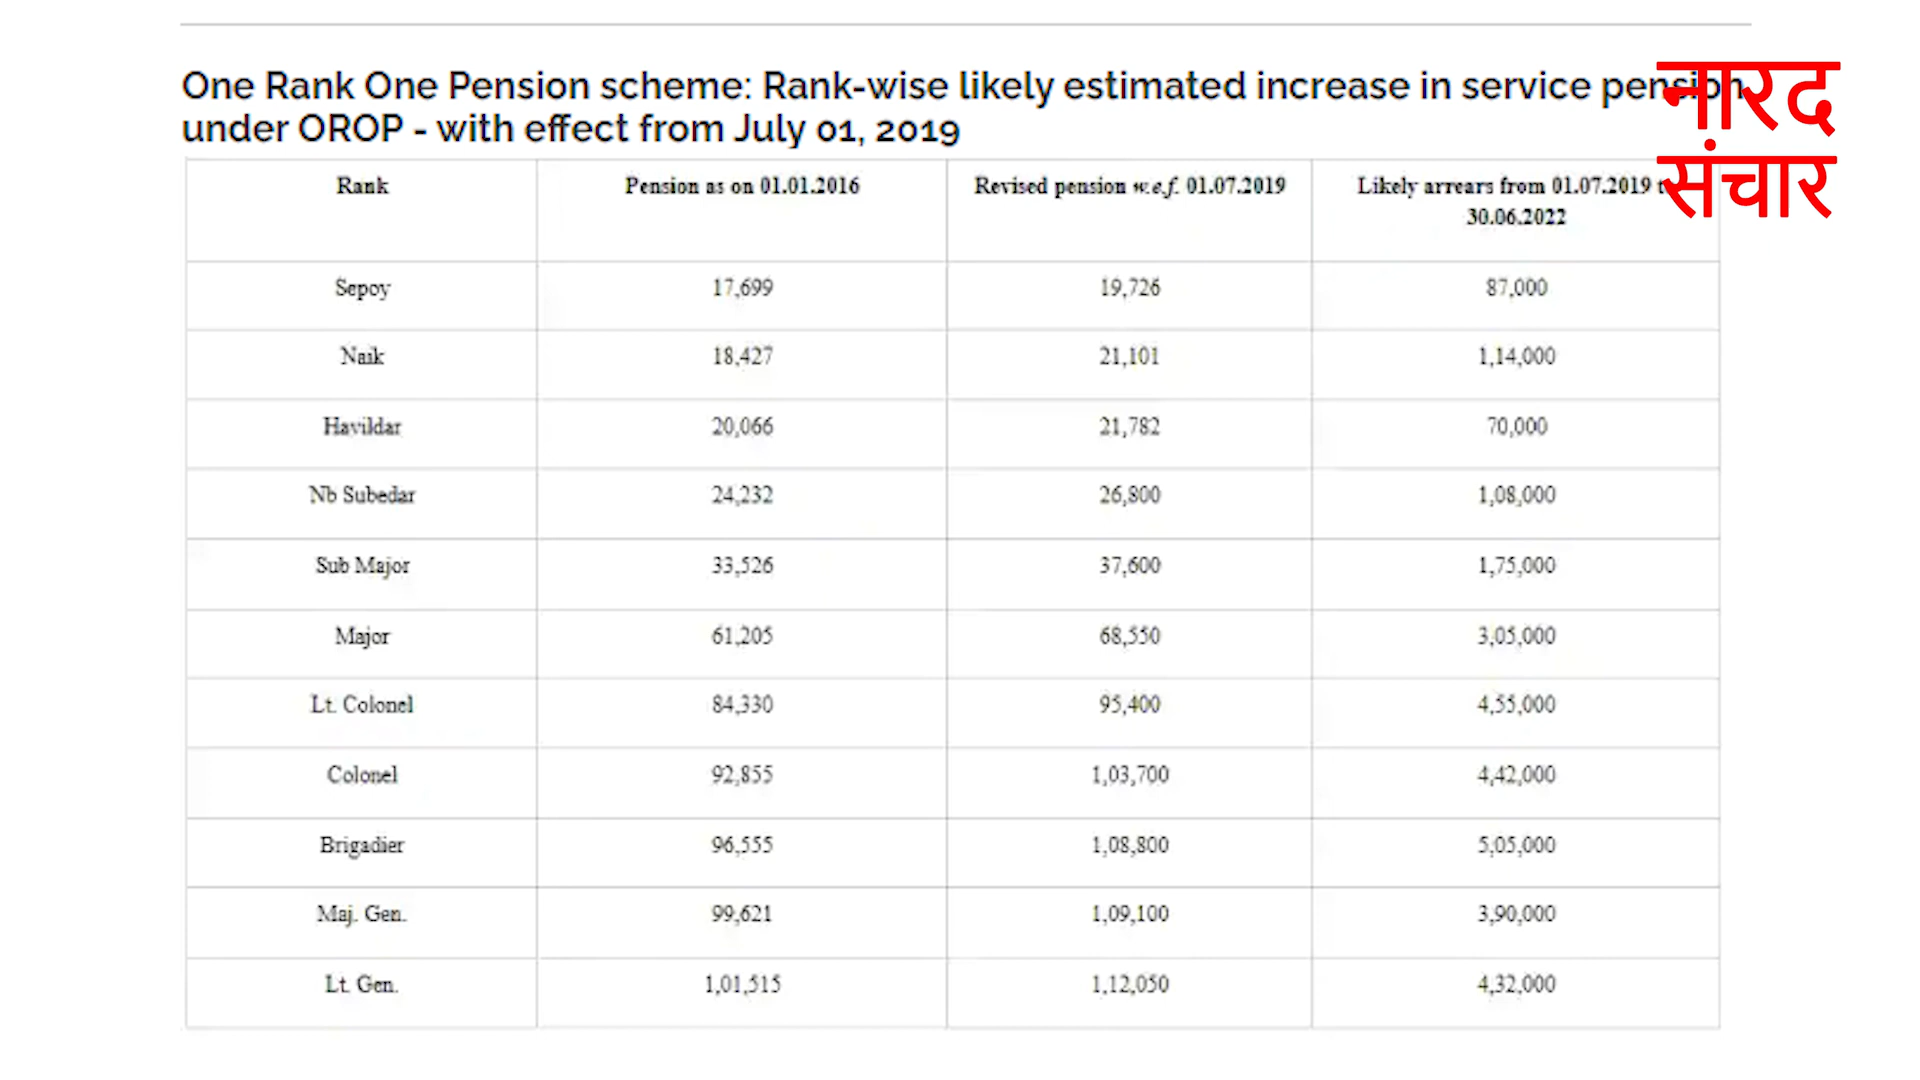 One Rank One Pension scheme: Rank-wise likely estimated increase in service pension
under OROP - with effect from July 01, 2019
नारद
संचार
Rank Pension as on 01.01.2016 Revised pension w.e.f. 01.07.2019 Likely arrears from 01.07.2019
30.06.2022
Sepoy 17,699 19,726 87,000
Naik 18,427 21,101 1,14,000
Havildar 20,066 21,782 70,000
Nb Subedar 24,232 26,800 1,08,000
Sub Major 33,526 37,600 1,75,000
Major 61,205 68,550 3,05,000
Lt. Colonel 84,330 95,400 4,55,000
Colonel 92,855 1,03,700 4,42,000
Brigadier 96,555 1,08,800 5,05,000
Maj. Gen. 99,621 1,09,100 3,90,000
Lt. Gen. 1,01,515 1,12,050 4,32,000